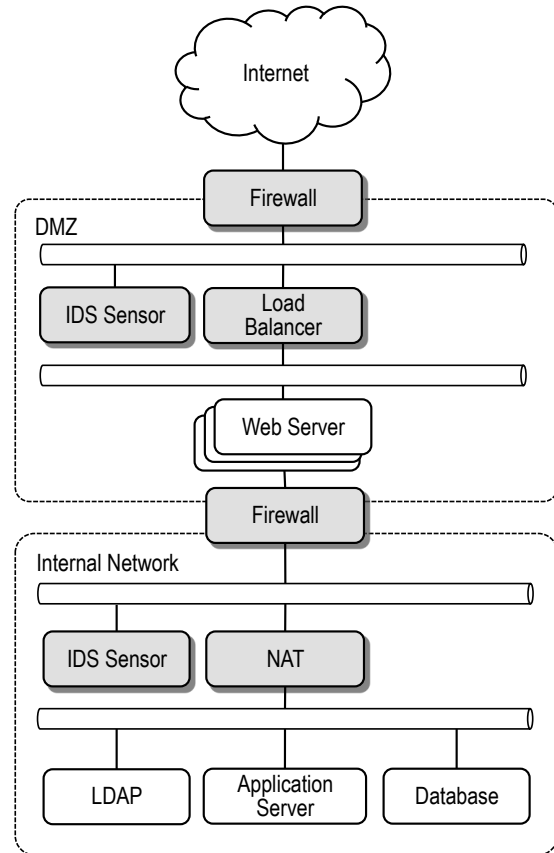 Internet
Firewall
DMZ
IDS Sensor
Load
Balancer
Web Server
Firewall
Internal Network
IDS Sensor
NAT
LDAP
Application
Server
Database